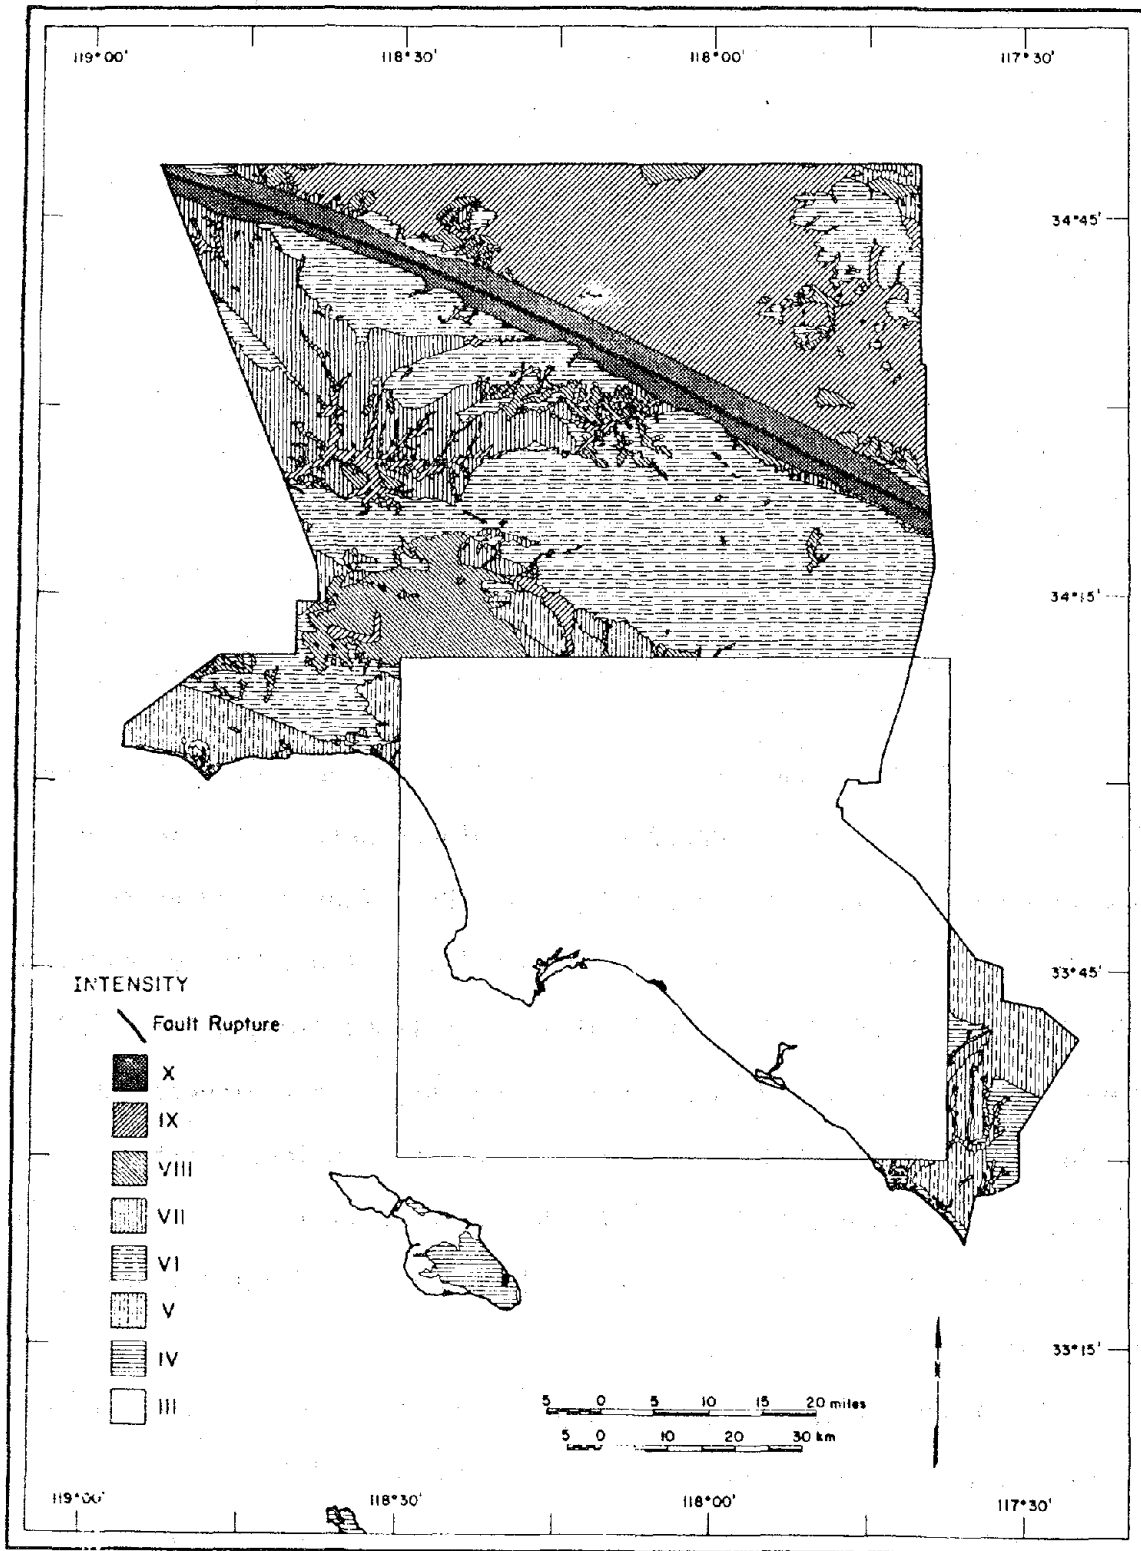 119°00' 118°30' 118°00' 117°30'
34°45'
34°15'
33°45'
INTENSITY
Fault Rupture
X
IX
VIII
VII
VI
V
IV
III
33°15'
5 0 5 10 15 20 miles
5 0 10 20 30 km
119°00' 118°30' 118°00' 117°30'